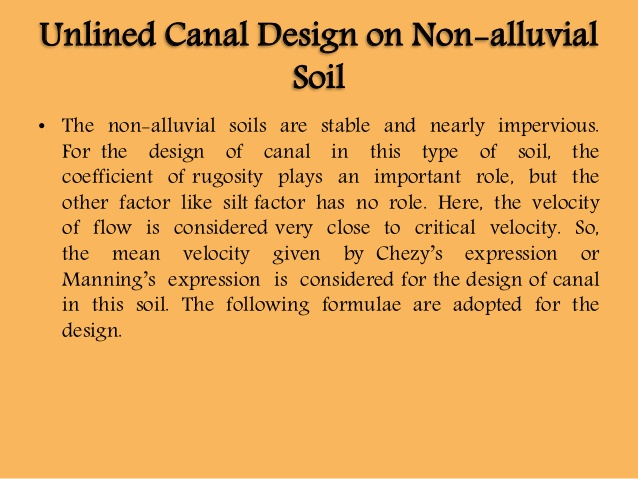 Unlined Canal Design on Non-alluvial
Soil
• The non-alluvial soils are stable and nearly impervious.
For the design of canal in this type of soil, the
coefficient of rugosity plays an important role, but the
other factor like silt factor has no role. Here, the velocity
of flow is considered very close to critical velocity. So,
the mean velocity given by Chezy's expression or
Manning's expression is considered for the design of canal
in this soil. The following formulae are adopted for the
design.